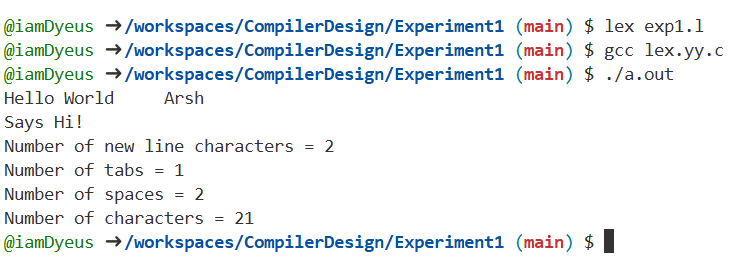 @iamDyeus ➜/workspaces/CompilerDesign/Experiment1 (main) $ lex exp1.l
@iamDyeus ➜/workspaces/CompilerDesign/Experiment1 (main) $ gcc lex.yy.c
@iamDyeus ➜/workspaces/CompilerDesign/Experiment1 (main) $ ./a.out
Hello World     Arsh
Says Hi!
Number of new line characters = 2
Number of tabs = 1
Number of spaces = 2
Number of characters = 21
@iamDyeus ➜/workspaces/CompilerDesign/Experiment1 (main) $